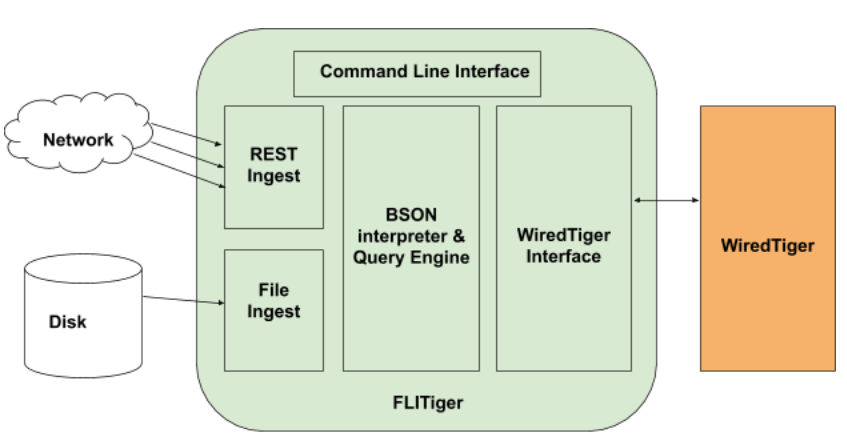 Command Line Interface
Network
REST
Ingest
BSON
interpreter &
Query Engine
WiredTiger
Interface
WiredTiger
File
Ingest
Disk
FLITiger